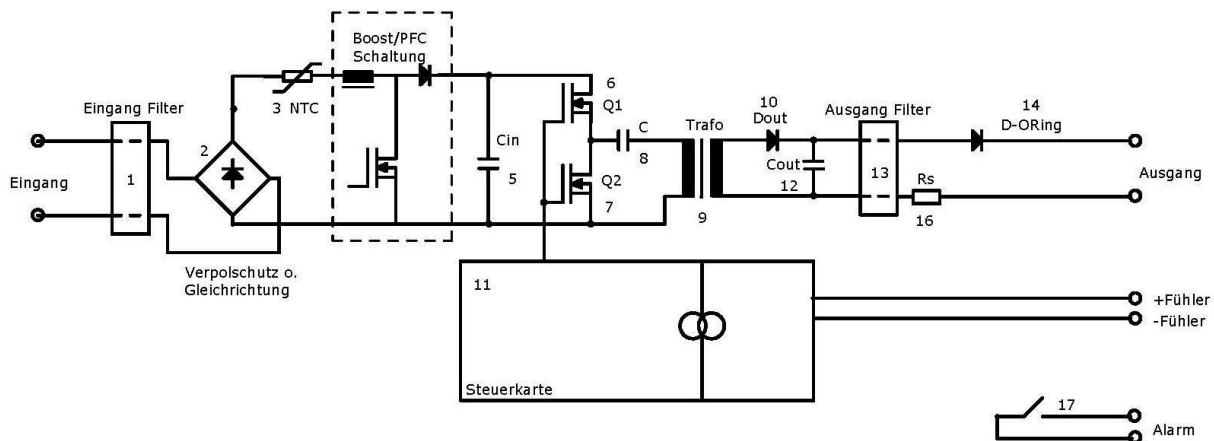 Boost/PFC
Schaltung
3 NTC
Eingang Filter
1
2
Eingang
Verpolschutz o.
Gleichrichtung
Cin
5
6
Q1
Q2
7
C
8
Trafo
9
10
Dout
Cout
12
Ausgang Filter
13
14
D-ORing
Rs
16
Ausgang
11
Steuerkarte
+Fühler
-Fühler
17
Alarm